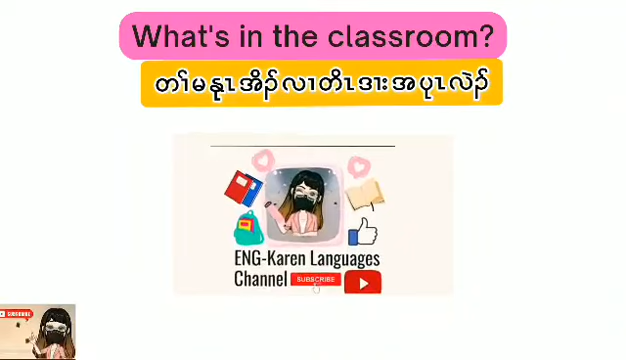 What's in the classroom?
တၢ်မနုၤအိၣ်လၢတိၤဒၢးအပုၤလဲၣ်
ENG-Karen Languages
Channel SUBSCRIBE
SUBSCRIBE